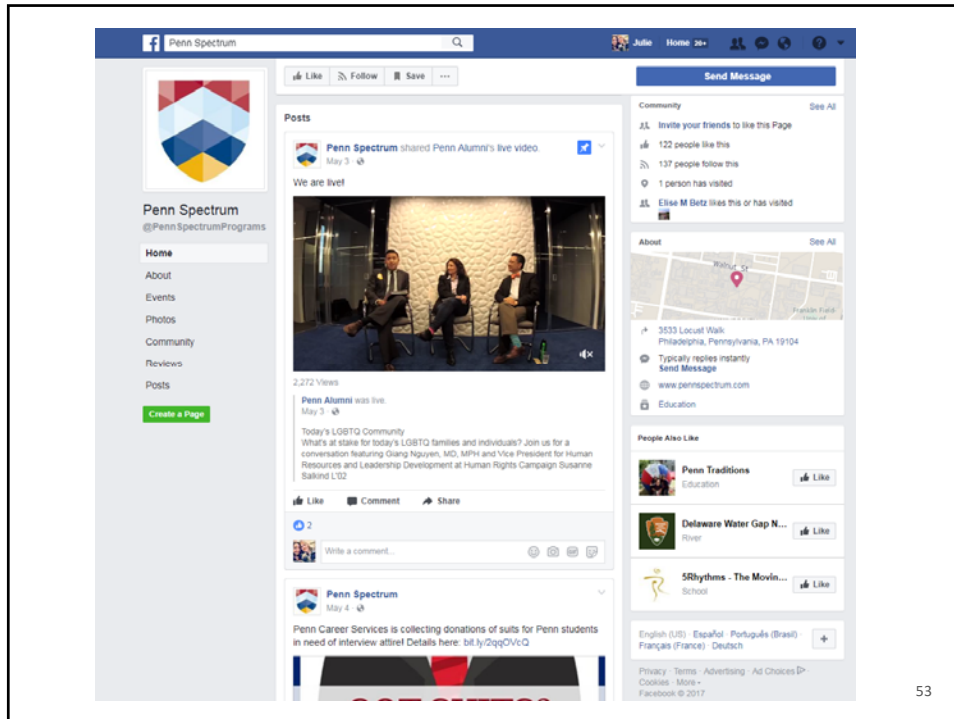 Penn Spectrum
Julie Home 20+
Like Follow Save ...
Send Message
Penn Spectrum
@PennSpectrumPrograms
Home
About
Events
Photos
Community
Reviews
Posts
Create a Page
Posts
Penn Spectrum shared Penn Alumni's live video.
May 3
We are live!
2,272 Views
Penn Alumni was live.
May 3
Today's LGBTQ Community
What's at stake for today's LGBTQ families and individuals? Join us for a
conversation featuring Giang Nguyen, MD, MPH and Vice President for Human
Resources and Leadership Development at Human Rights Campaign Susanne
Salkind L'02
Like Comment Share
2
Write a comment...
Penn Spectrum
May 4
Penn Career Services is collecting donations of suits for Penn students
in need of interview attire! Details here: bit.ly/2qqOVcQ
GOT SUITS?
Community See All
Invite your friends to like this Page
122 people like this
137 people follow this
1 person has visited
Elise M Betz likes this or has visited
About See All
Walnut St
3533 Locust Walk
Philadelphia, Pennsylvania, PA 19104
Typically replies instantly
Send Message
www.pennspectrum.com
Education
People Also Like
Penn Traditions
Education
Like
Delaware Water Gap N...
River
Like
5Rhythms - The Movin...
School
Like
English (US) · Español · Português (Brasil) ·
Français (France) · Deutsch
+
Privacy · Terms · Advertising · Ad Choices ·
Cookies · More
Facebook © 2017
53